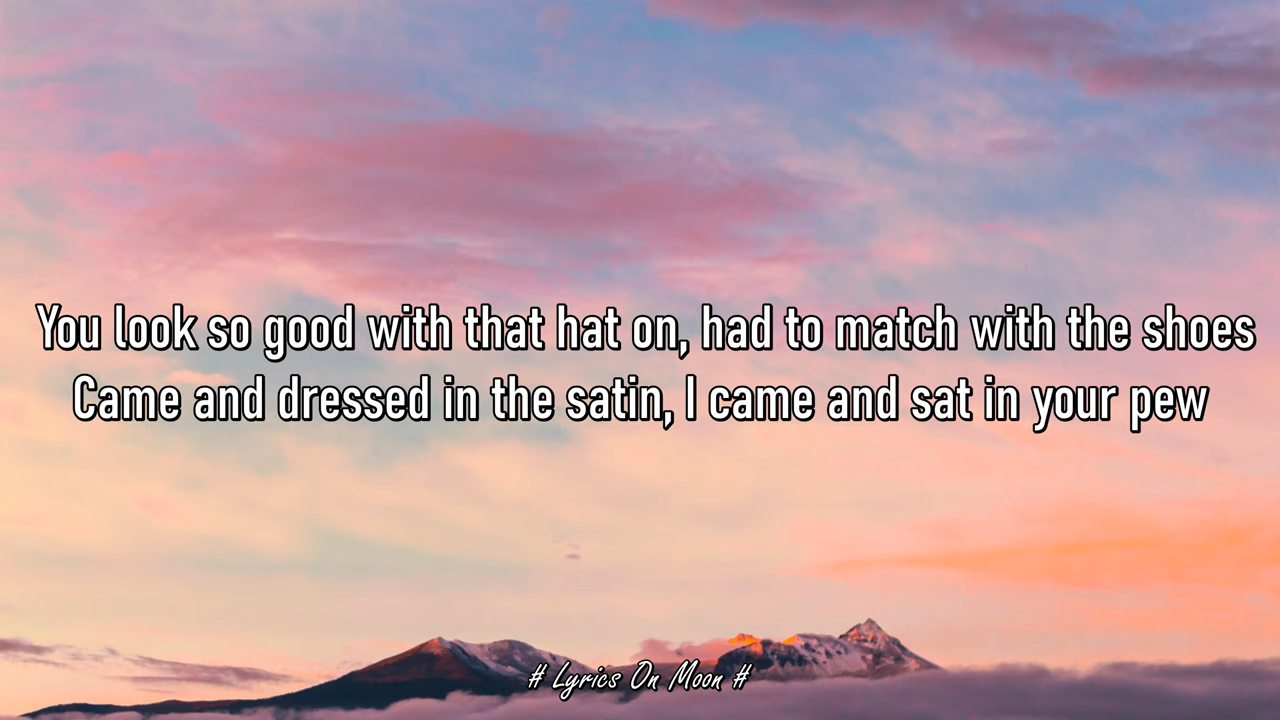 You look so good with that hat on, had to match with the shoes
Came and dressed in the satin, I came and sat in your pew
# Lyrics On Moon #